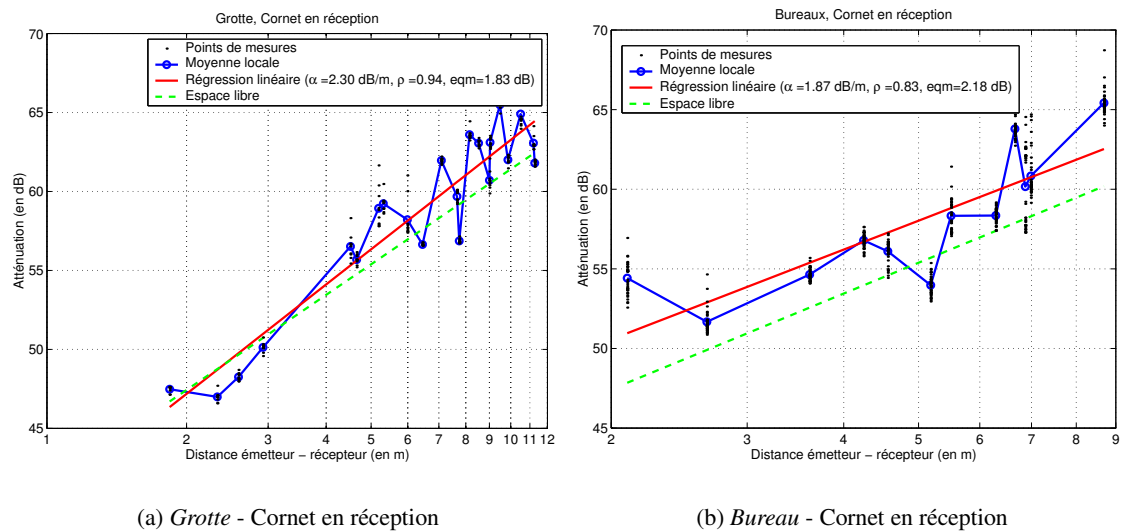 Grotte, Cornet en réception
70
65
60
55
50
45
Atténuation (en dB)
Points de mesures
Moyenne locale
Régression linéaire (α =2.30 dB/m, ρ =0.94, eqm=1.83 dB)
Espace libre
1 2 3 4 5 6 7 8 9 10 11 12
Distance émetteur − récepteur (en m)
(a) Grotte - Cornet en réception
Bureaux, Cornet en réception
70
65
60
55
50
45
Atténuation (en dB)
Points de mesures
Moyenne locale
Régression linéaire (α =1.87 dB/m, ρ =0.83, eqm=2.18 dB)
Espace libre
2 3 4 5 6 7 8 9
Distance émetteur − récepteur (en m)
(b) Bureau - Cornet en réception